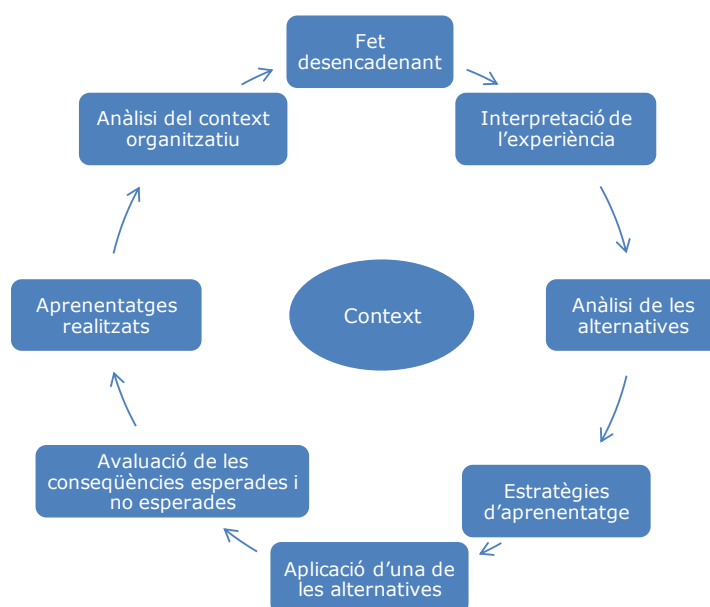 Fet
desencadenant
Interpretació de
l'experiència
Anàlisi de les
alternatives
Estratègies
d'aprenentatge
Aplicació d'una de
les alternatives
Avaluació de les
conseqüències esperades i
no esperades
Aprenentatges
realitzats
Anàlisi del context
organitzatiu
Context